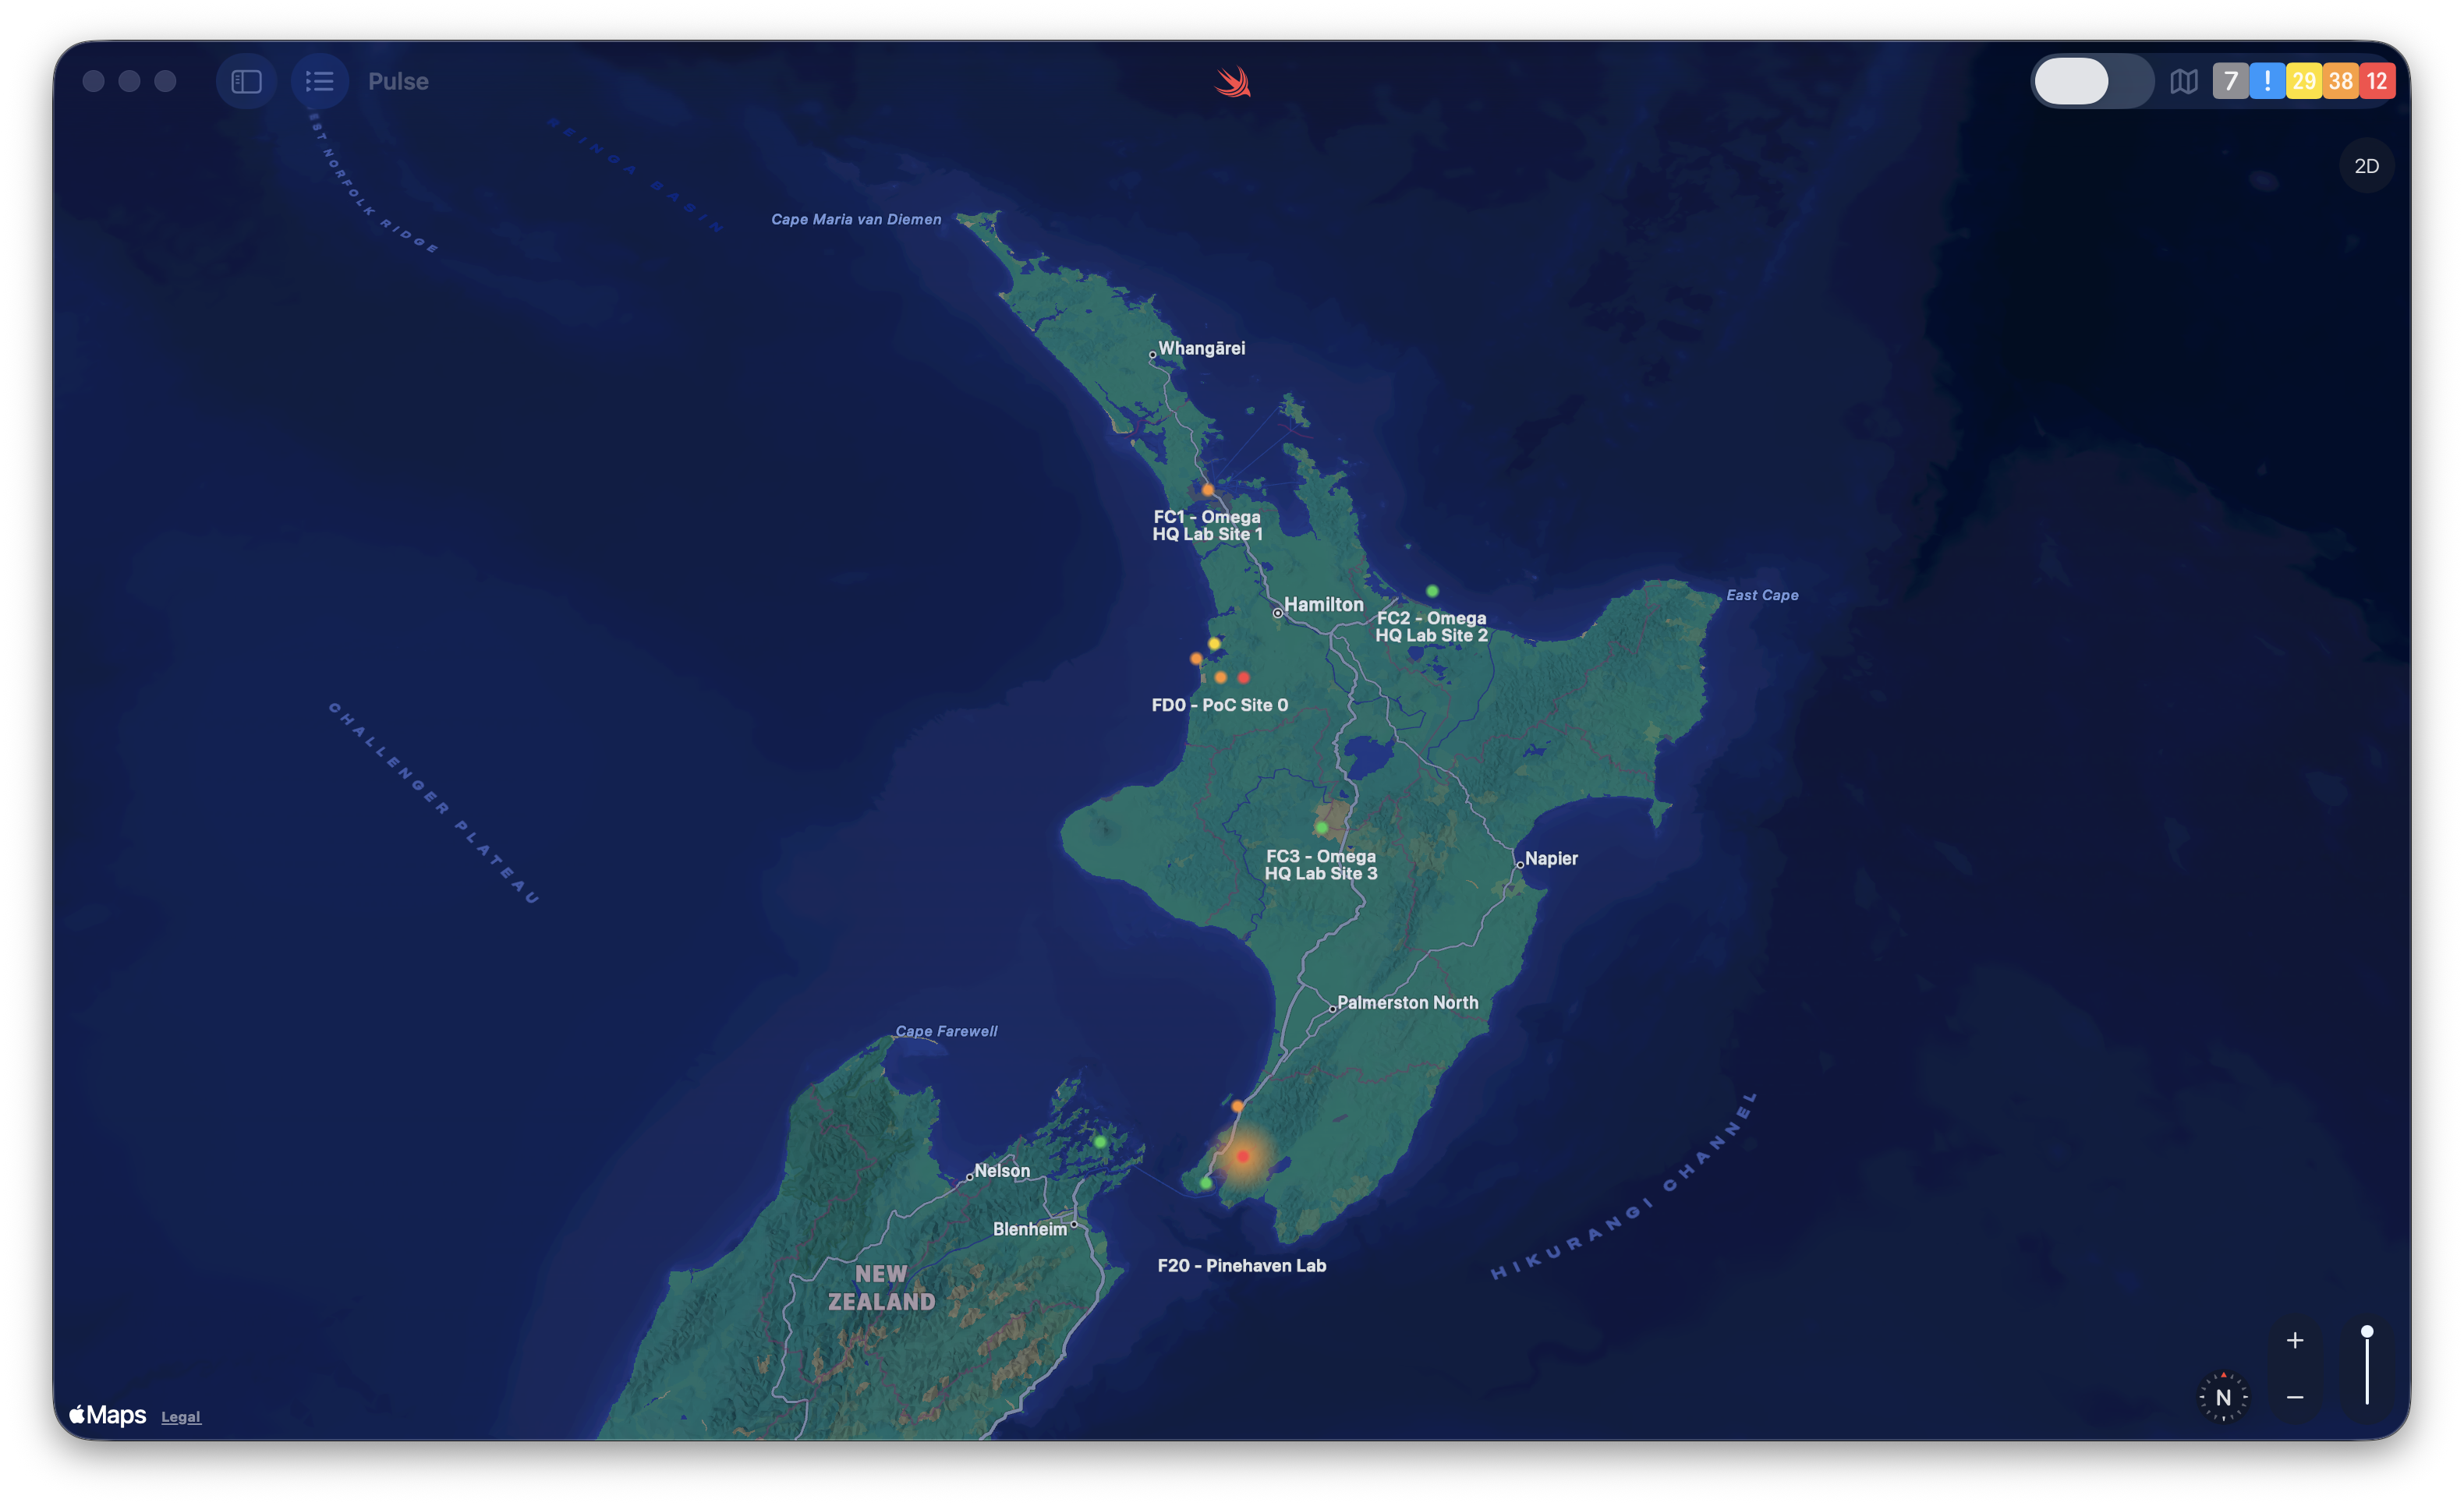 Pulse
7 ! 29 38 12
2D
WEST NORFOLK RIDGE
REINGA BASIN
Cape Maria van Diemen
Whangārei
FC1 - Omega
HQ Lab Site 1
East Cape
Hamilton
FC2 - Omega
HQ Lab Site 2
FD0 - PoC Site 0
CHALLENGER PLATEAU
FC3 - Omega
HQ Lab Site 3
Napier
Palmerston North
Cape Farewell
Nelson
Blenheim
HIKURANGI CHANNEL
F20 - Pinehaven Lab
NEW
ZEALAND
+
−
N
Maps Legal